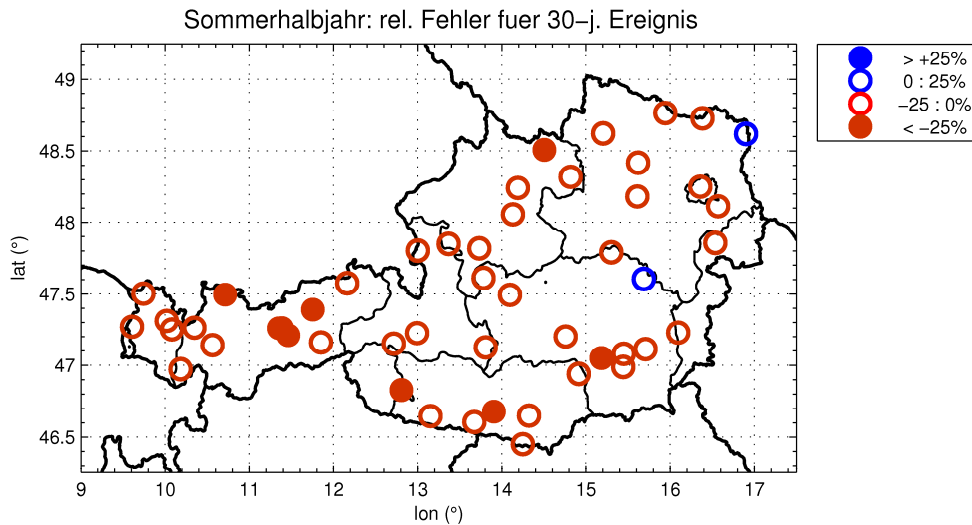 Sommerhalbjahr: rel. Fehler fuer 30−j. Ereignis
> +25%
0 : 25%
−25 : 0%
< −25%
49
48.5
48
47.5
47
46.5
lat (°)
9 10 11 12 13 14 15 16 17
lon (°)